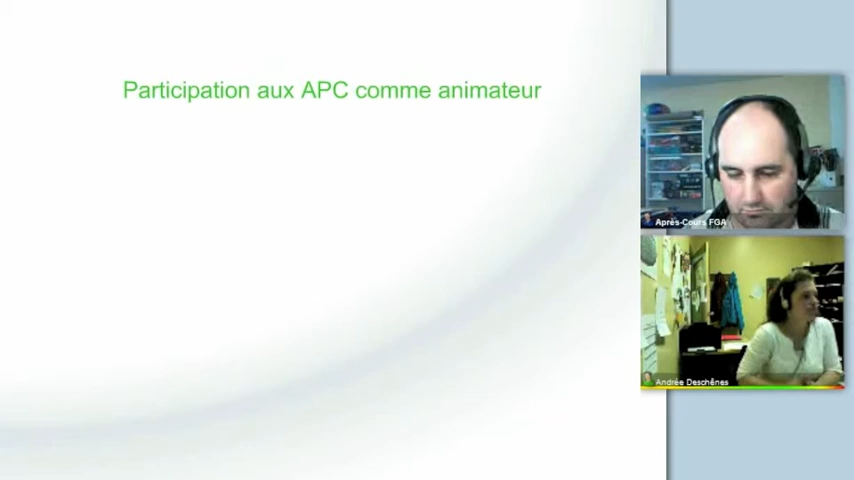 Participation aux APC comme animateur
Après-Cours FGA
Andrée Deschênes